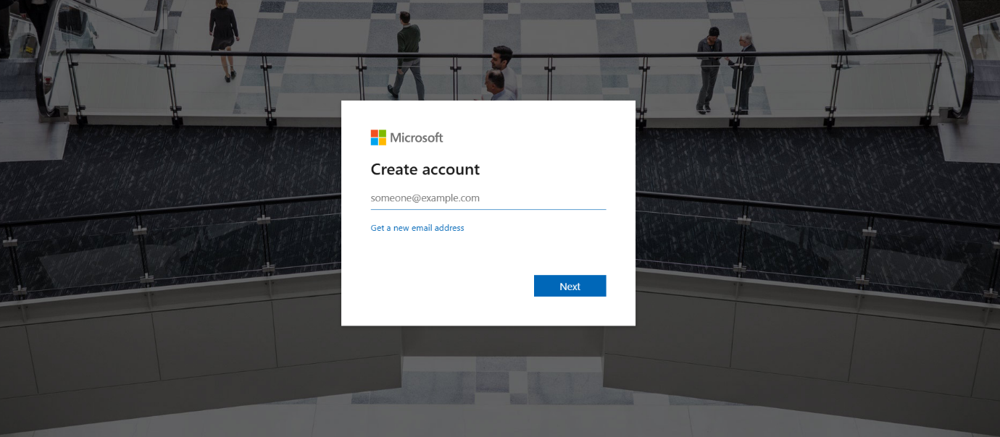 Microsoft
Create account
someone@example.com
Get a new email address
Next